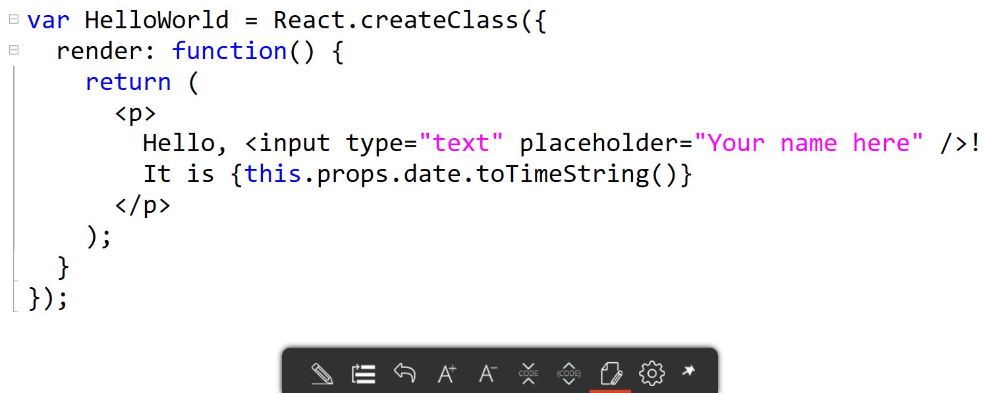 var HelloWorld = React.createClass({
  render: function() {
    return (
      <p>
        Hello, <input type="text" placeholder="Your name here" />!
        It is {this.props.date.toTimeString()}
      </p>
    );
  }
});
A+ A- CODE (CODE)